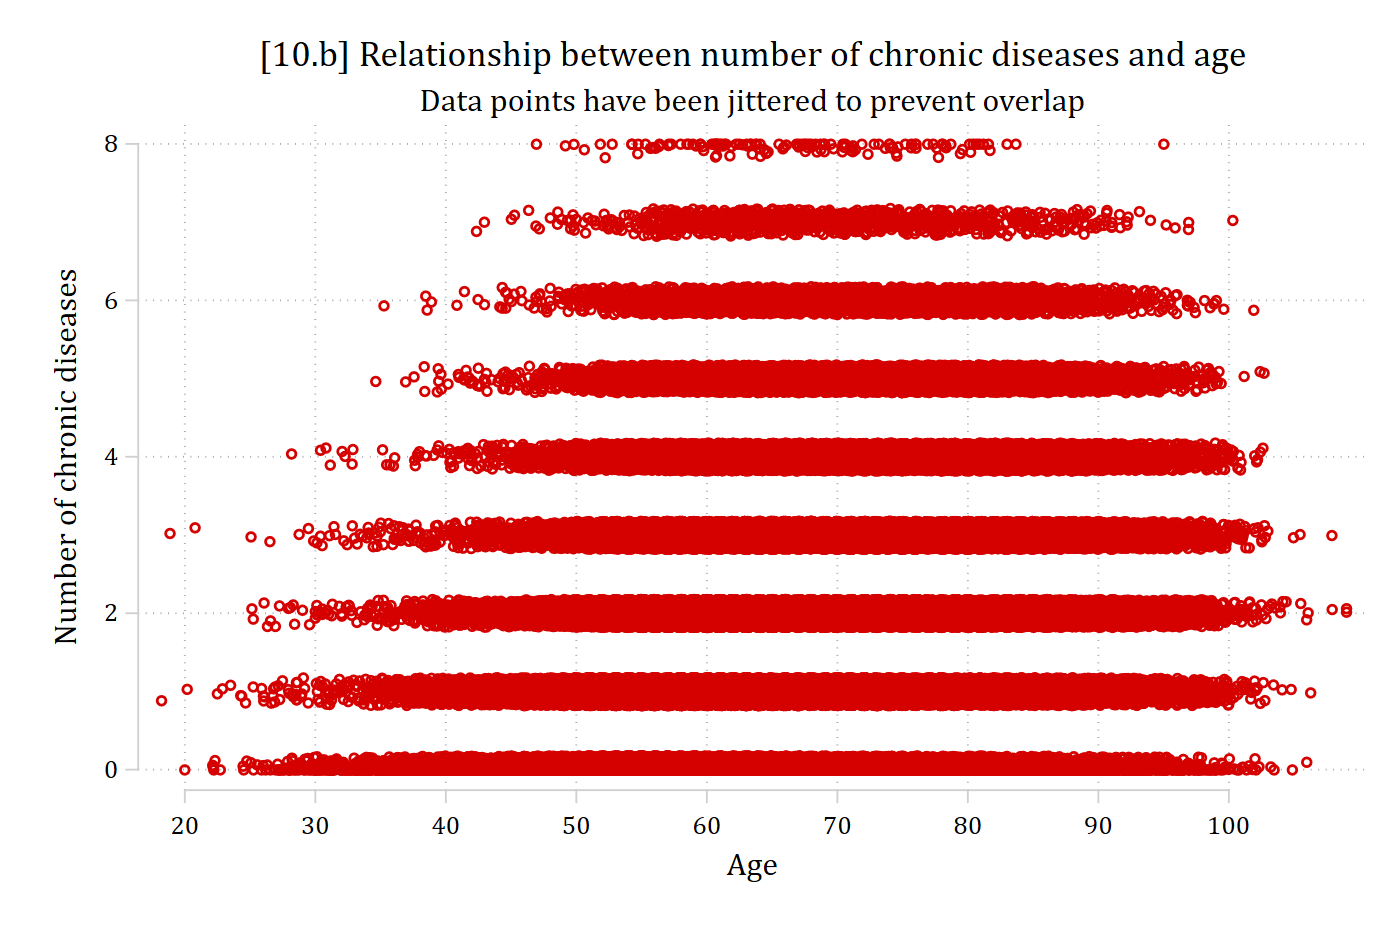 [10.b] Relationship between number of chronic diseases and age
Data points have been jittered to prevent overlap
Number of chronic diseases
8
6
4
2
0
20 30 40 50 60 70 80 90 100
Age